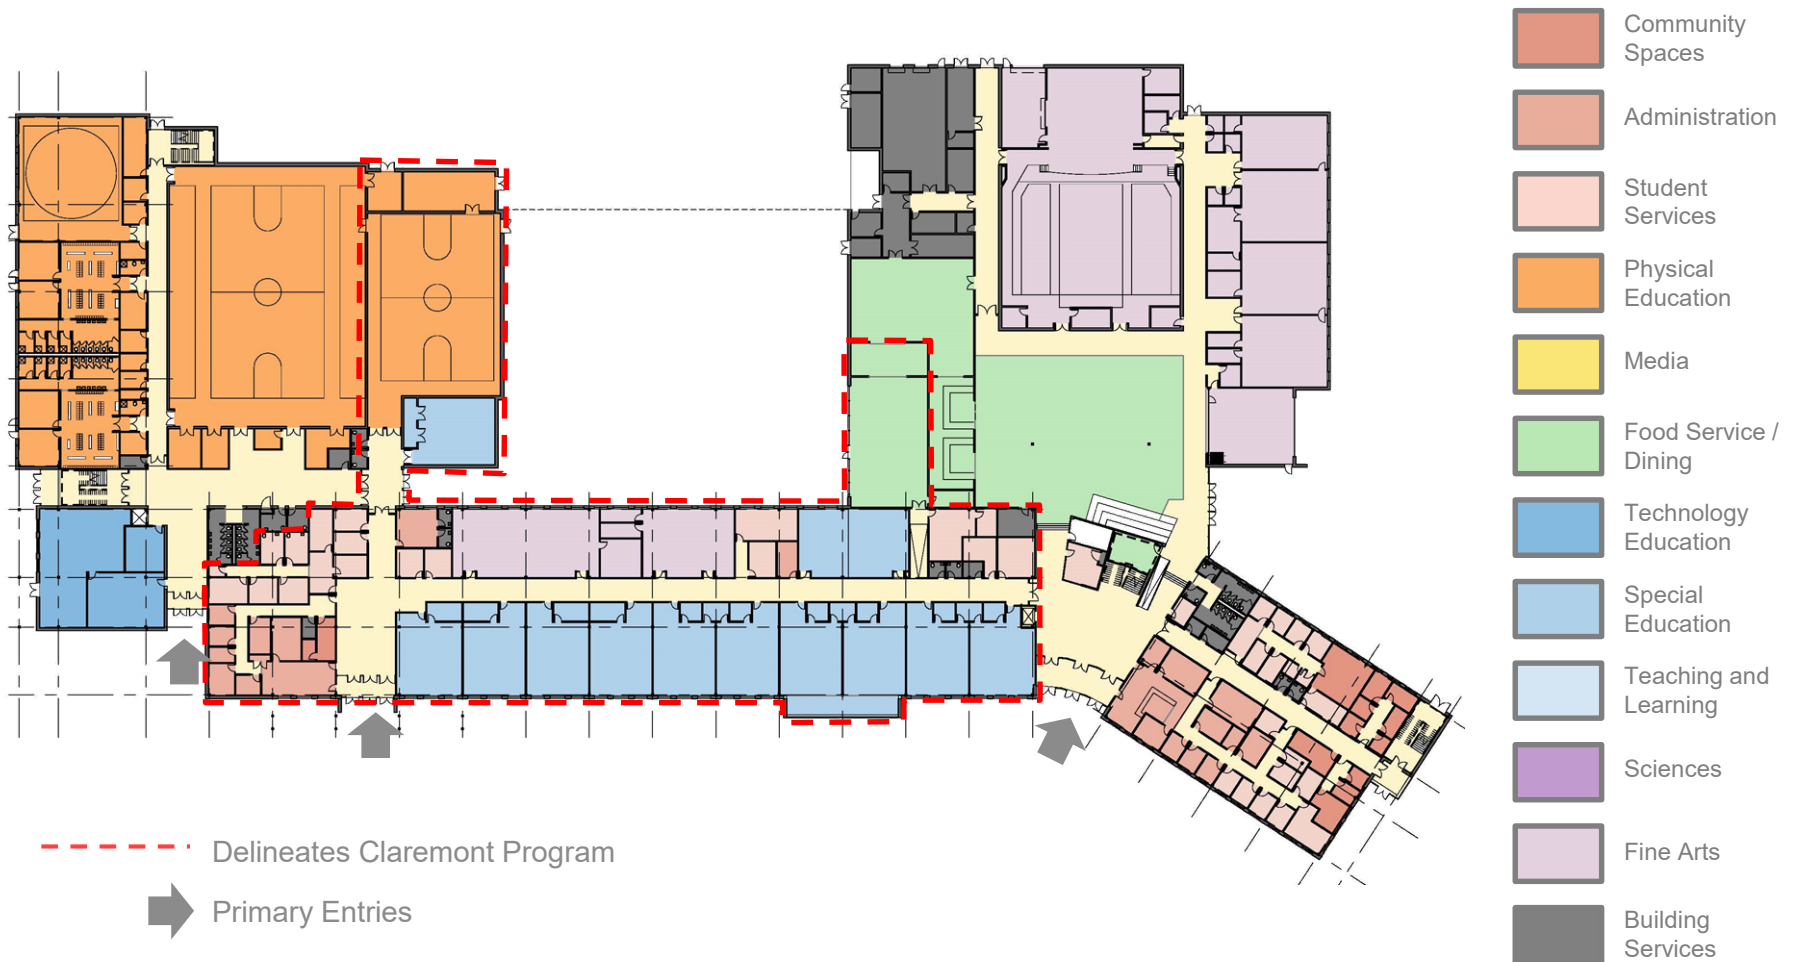 Community
Spaces
Administration
Student
Services
Physical
Education
Media
Food Service /
Dining
Technology
Education
Special
Education
Teaching and
Learning
Sciences
Fine Arts
Building
Services
Delineates Claremont Program
Primary Entries